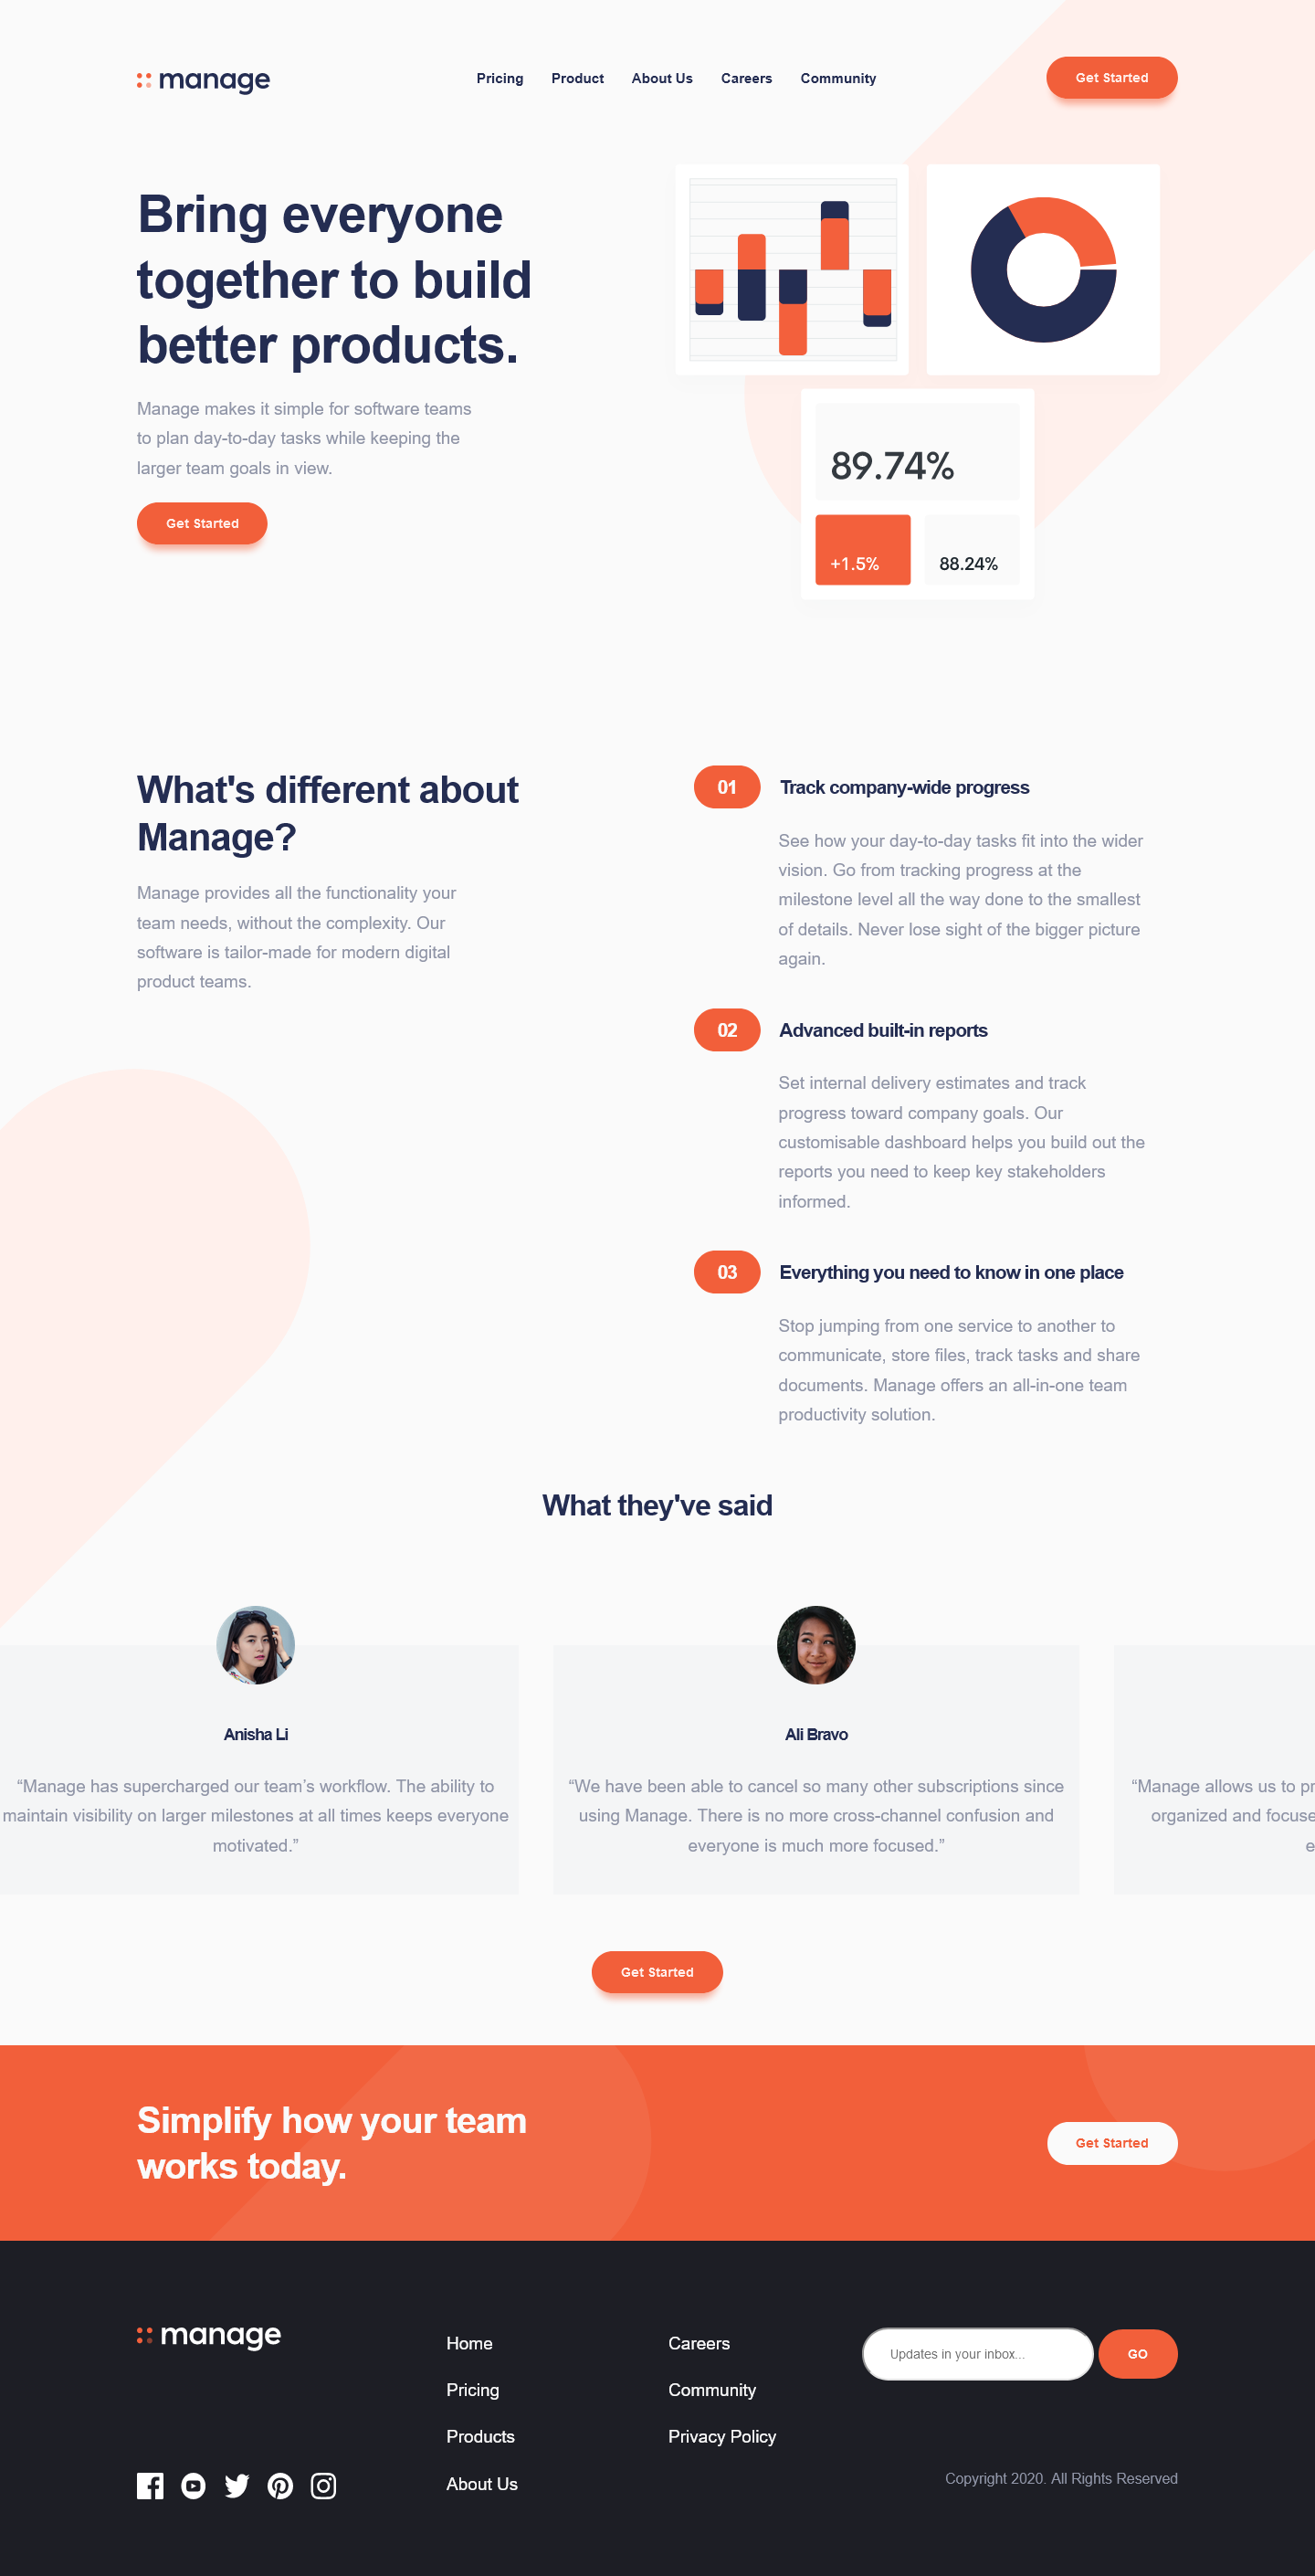 manage
Pricing
Product
About Us
Careers
Community
Get Started
Bring everyone
together to build
better products.
Manage makes it simple for software teams
to plan day-to-day tasks while keeping the
larger team goals in view.
Get Started
89.74%
+1.5%
88.24%
What's different about
Manage?
Manage provides all the functionality your
team needs, without the complexity. Our
software is tailor-made for modern digital
product teams.
01
Track company-wide progress
See how your day-to-day tasks fit into the wider
vision. Go from tracking progress at the
milestone level all the way done to the smallest
of details. Never lose sight of the bigger picture
again.
02
Advanced built-in reports
Set internal delivery estimates and track
progress toward company goals. Our
customisable dashboard helps you build out the
reports you need to keep key stakeholders
informed.
03
Everything you need to know in one place
Stop jumping from one service to another to
communicate, store files, track tasks and share
documents. Manage offers an all-in-one team
productivity solution.
What they've said
Anisha Li
“Manage has supercharged our team’s workflow. The ability to
maintain visibility on larger milestones at all times keeps everyone
motivated.”
Ali Bravo
“We have been able to cancel so many other subscriptions since
using Manage. There is no more cross-channel confusion and
everyone is much more focused.”
“Manage allows us to
organized and
Get Started
Simplify how your team
works today.
Get Started
manage
Home
Pricing
Products
About Us
Careers
Community
Privacy Policy
Updates in your inbox...
GO
Copyright 2020. All Rights Reserved